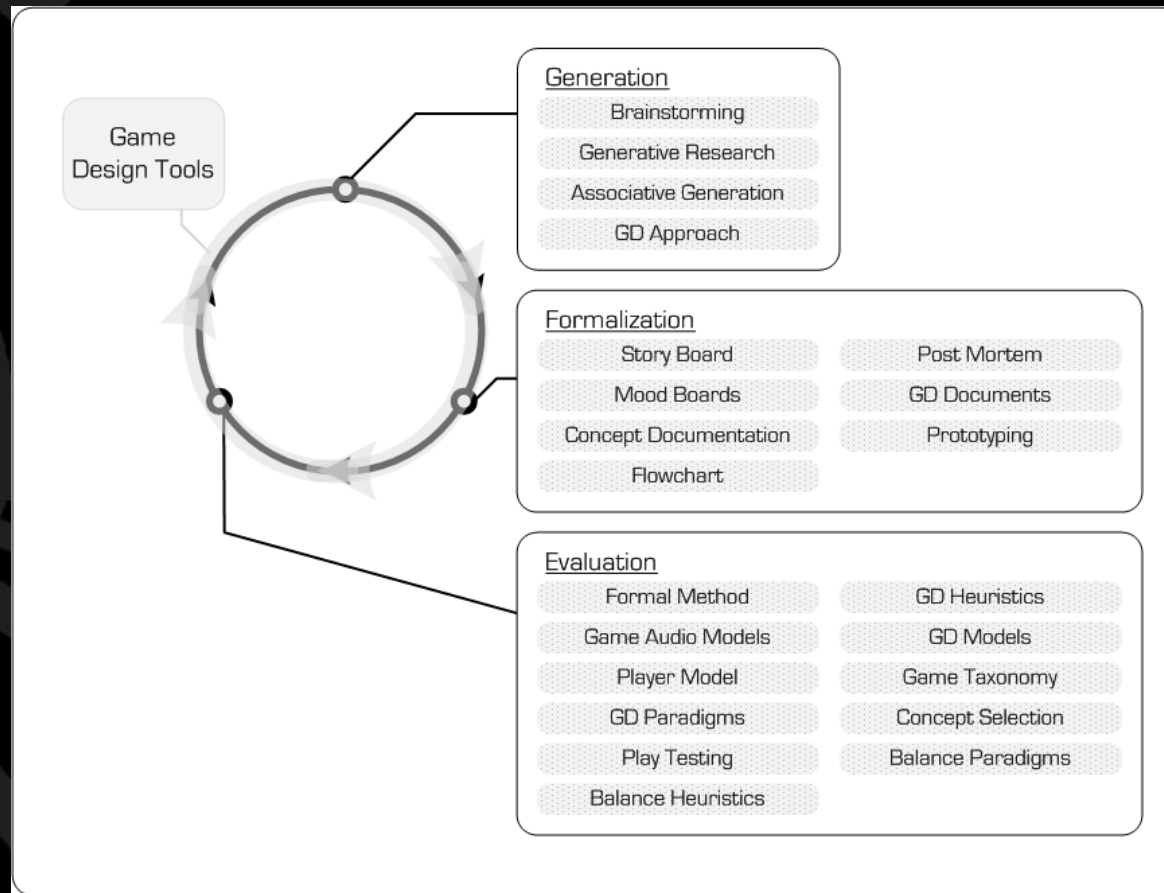 Game
Design Tools
Generation
Brainstorming
Generative Research
Associative Generation
GD Approach
Formalization
Story Board
Mood Boards
Concept Documentation
Flowchart
Post Mortem
GD Documents
Prototyping
Evaluation
Formal Method
Game Audio Models
Player Model
GD Paradigms
Play Testing
Balance Heuristics
GD Heuristics
GD Models
Game Taxonomy
Concept Selection
Balance Paradigms